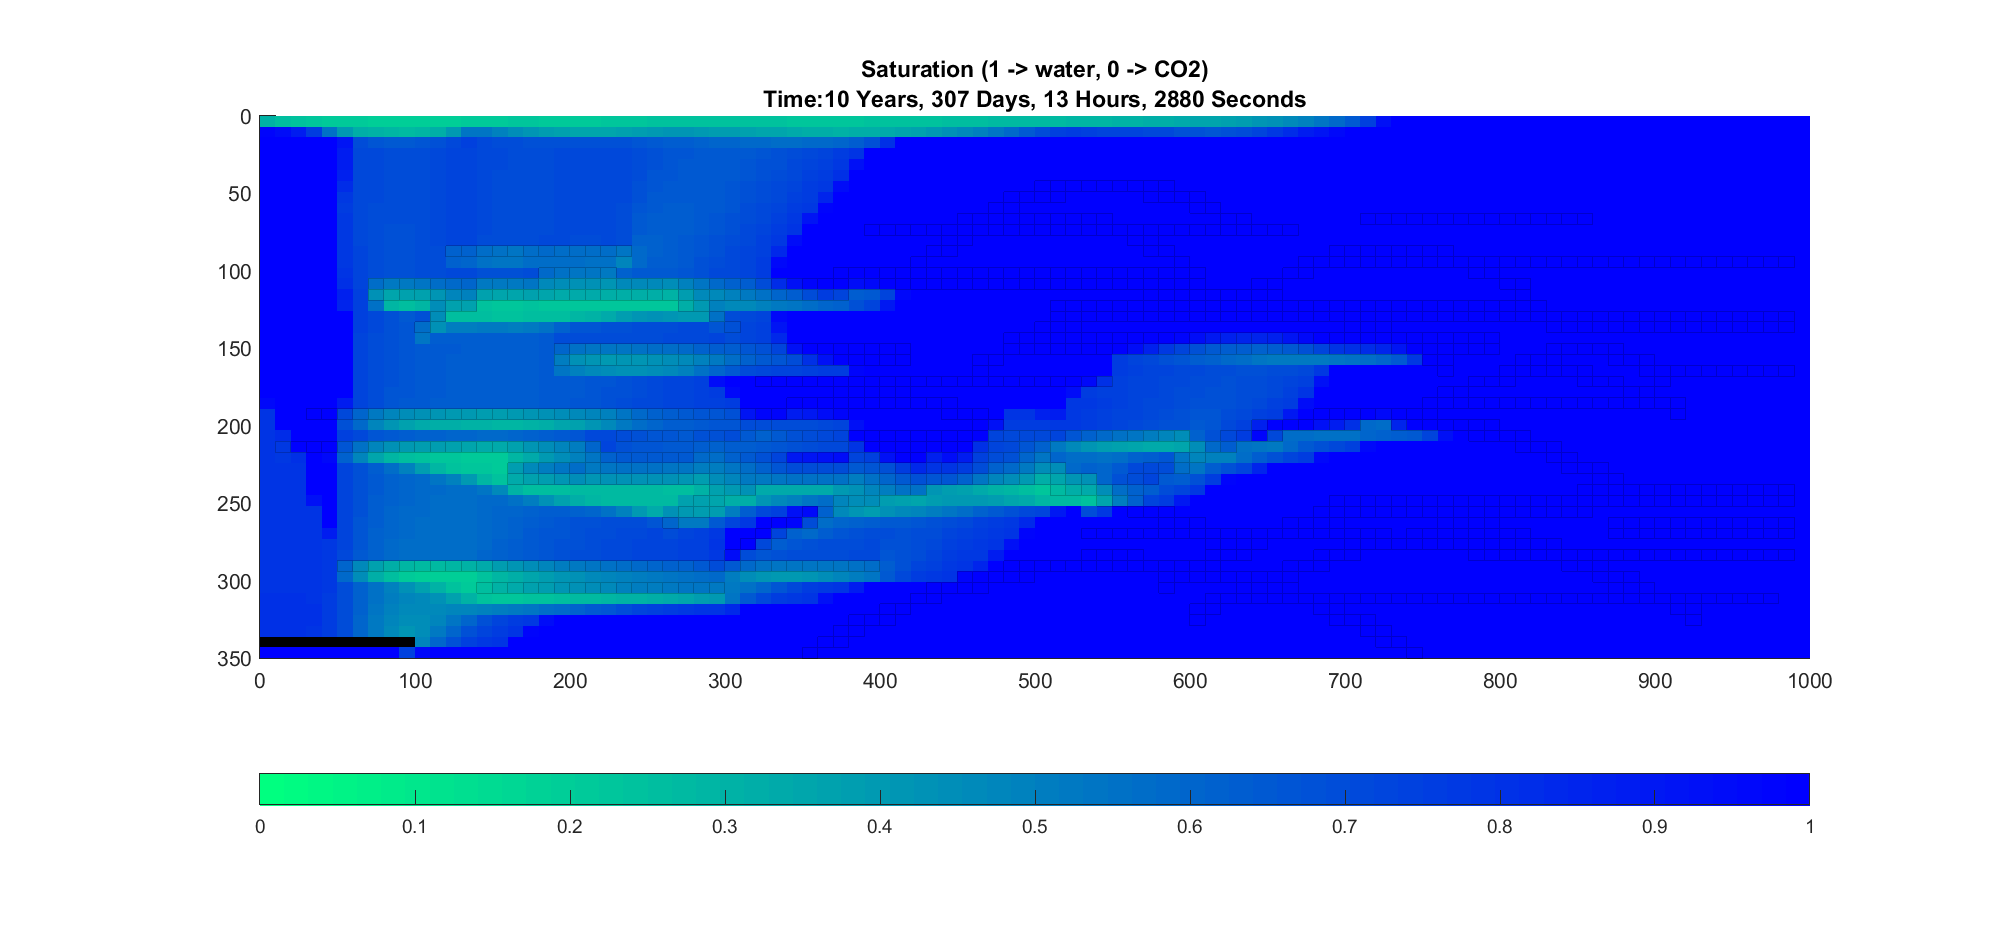 Saturation (1 -> water, 0 -> CO2)
Time:10 Years, 307 Days, 13 Hours, 2880 Seconds
0
50
100
150
200
250
300
350
0 100 200 300 400 500 600 700 800 900 1000
0 0.1 0.2 0.3 0.4 0.5 0.6 0.7 0.8 0.9 1